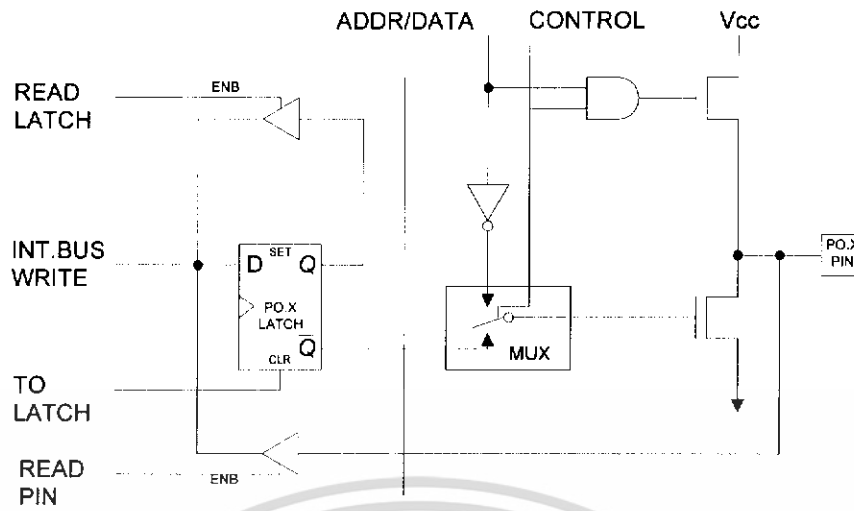 ADDR/DATA CONTROL Vcc
READ
LATCH
ENB
INT.BUS
WRITE
SET
D Q
PO.X
LATCH
Q̅
CLR
MUX
PO.X
PIN
TO
LATCH
READ
PIN
ENB